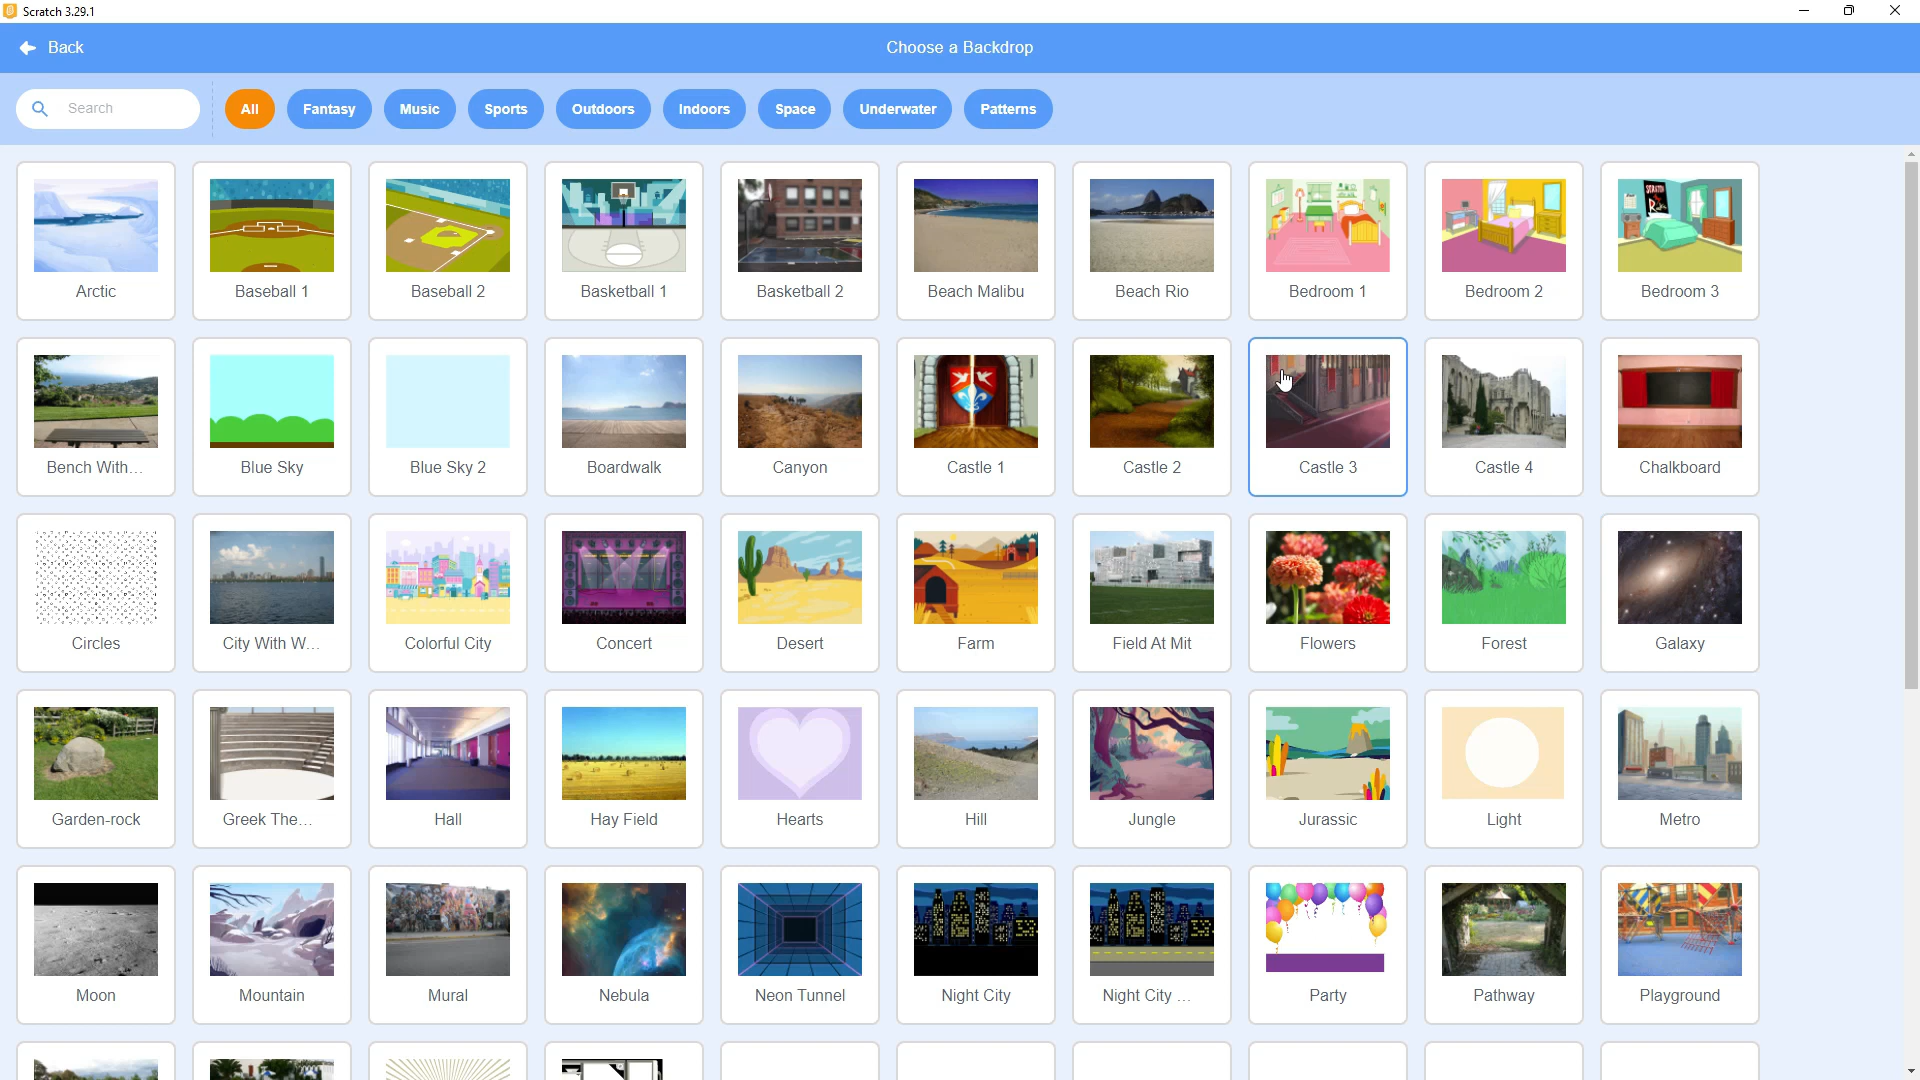 Scratch 3.29.1
Back
Choose a Backdrop
Search
All
Fantasy
Music
Sports
Outdoors
Indoors
Space
Underwater
Patterns
Arctic
Baseball 1
Baseball 2
Basketball 1
Basketball 2
Beach Malibu
Beach Rio
Bedroom 1
Bedroom 2
Bedroom 3
Bench With...
Blue Sky
Blue Sky 2
Boardwalk
Canyon
Castle 1
Castle 2
Castle 3
Castle 4
Chalkboard
Circles
City With W...
Colorful City
Concert
Desert
Farm
Field At Mit
Flowers
Forest
Galaxy
Garden-rock
Greek The...
Hall
Hay Field
Hearts
Hill
Jungle
Jurassic
Light
Metro
Moon
Mountain
Mural
Nebula
Neon Tunnel
Night City
Night City ...
Party
Pathway
Playground